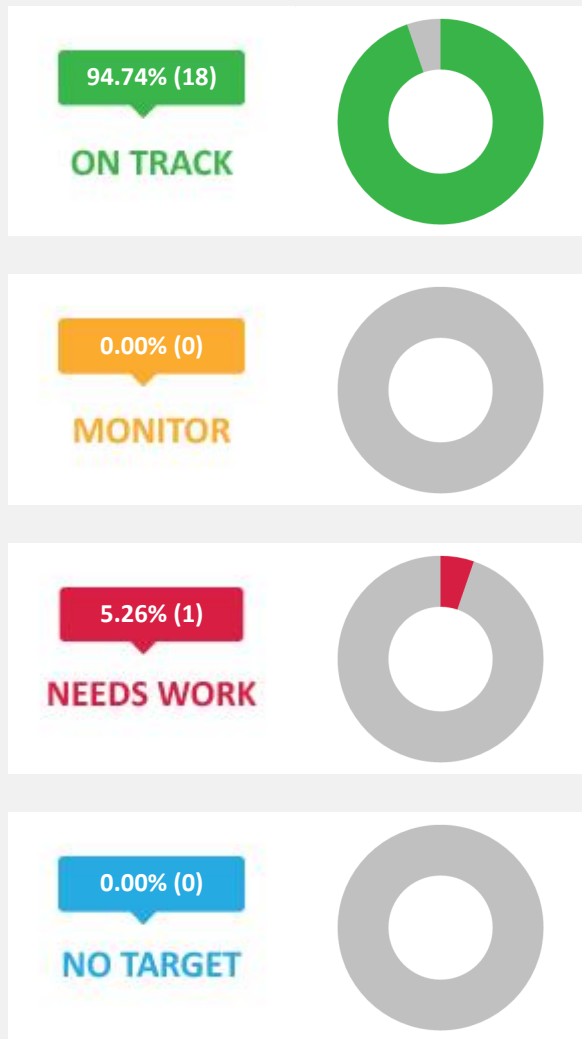 94.74% (18)
ON TRACK
0.00% (0)
MONITOR
5.26% (1)
NEEDS WORK
0.00% (0)
NO TARGET